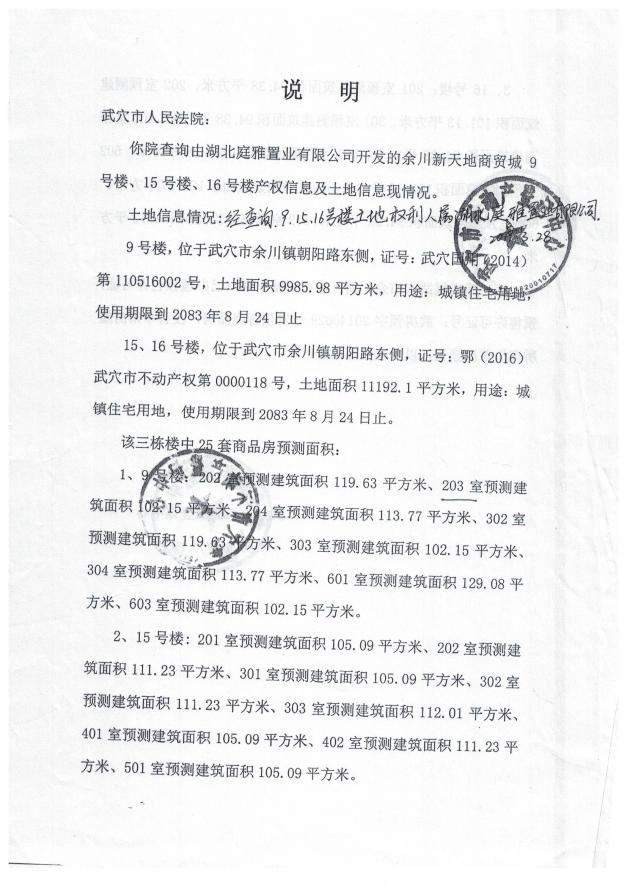 说 明
武穴市人民法院：
你院查询由湖北庭雅置业有限公司开发的余川新天地商贸城 9
号楼、15 号楼、16 号楼产权信息及土地信息现情况。
土地信息情况：经查询，9.15.16号楼土地权利人属湖北庭雅置业有限公司.
9 号楼，位于武穴市余川镇朝阳路东侧，证号：武穴国用（2014）
第 110516002 号，土地面积 9985.98 平方米，用途：城镇住宅用地，
使用期限到 2083 年 8 月 24 日止
15、16 号楼，位于武穴市余川镇朝阳路东侧，证号：鄂（2016）
武穴市不动产权第 0000118 号，土地面积 11192.1 平方米，用途：城
镇住宅用地，使用期限到 2083 年 8 月 24 日止。
该三栋楼中 25 套商品房预测面积：
1、9 号楼：202 室预测建筑面积 119.63 平方米、203 室预测建
筑面积 102.15 平方米、204 室预测建筑面积 113.77 平方米、302 室
预测建筑面积 119.63 平方米、303 室预测建筑面积 102.15 平方米、
304 室预测建筑面积 113.77 平方米、601 室预测建筑面积 129.08 平
方米、603 室预测建筑面积 102.15 平方米。
2、15 号楼：201 室预测建筑面积 105.09 平方米、202 室预测建
筑面积 111.23 平方米、301 室预测建筑面积 105.09 平方米、302 室
预测建筑面积 111.23 平方米、303 室预测建筑面积 112.01 平方米、
401 室预测建筑面积 105.09 平方米、402 室预测建筑面积 111.23 平
方米、501 室预测建筑面积 105.09 平方米。